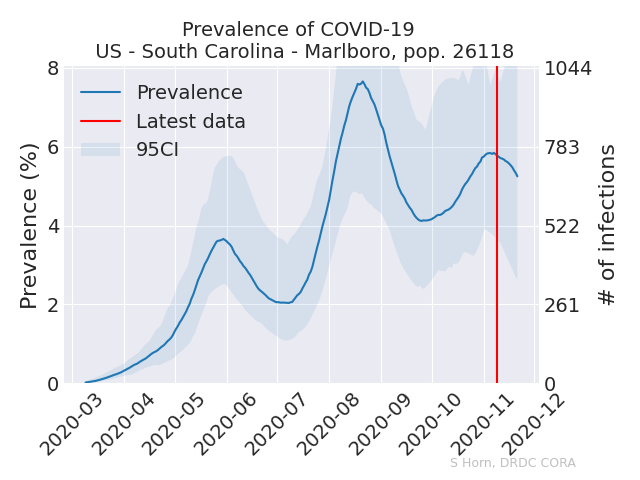 Prevalence of COVID-19
US - South Carolina - Marlboro, pop. 26118
Prevalence
Latest data
95CI
Prevalence (%)
8
6
4
2
0
# of infections
1044
783
522
261
0
2020-03
2020-04
2020-05
2020-06
2020-07
2020-08
2020-09
2020-10
2020-11
2020-12
S Horn, DRDC CORA